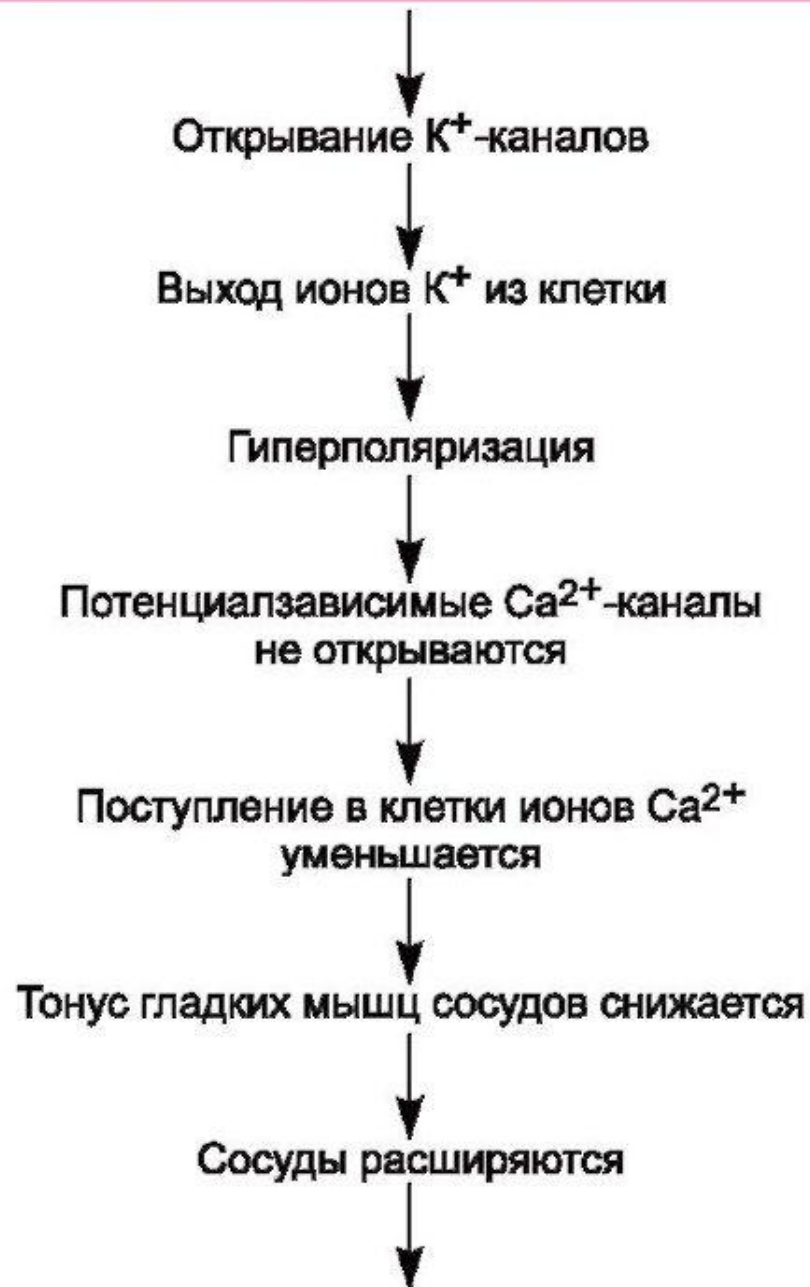 Открывание K⁺-каналов
Выход ионов K⁺ из клетки
Гиперполяризация
Потенциалзависимые Ca²⁺-каналы
не открываются
Поступление в клетки ионов Ca²⁺
уменьшается
Тонус гладких мышц сосудов снижается
Сосуды расширяются